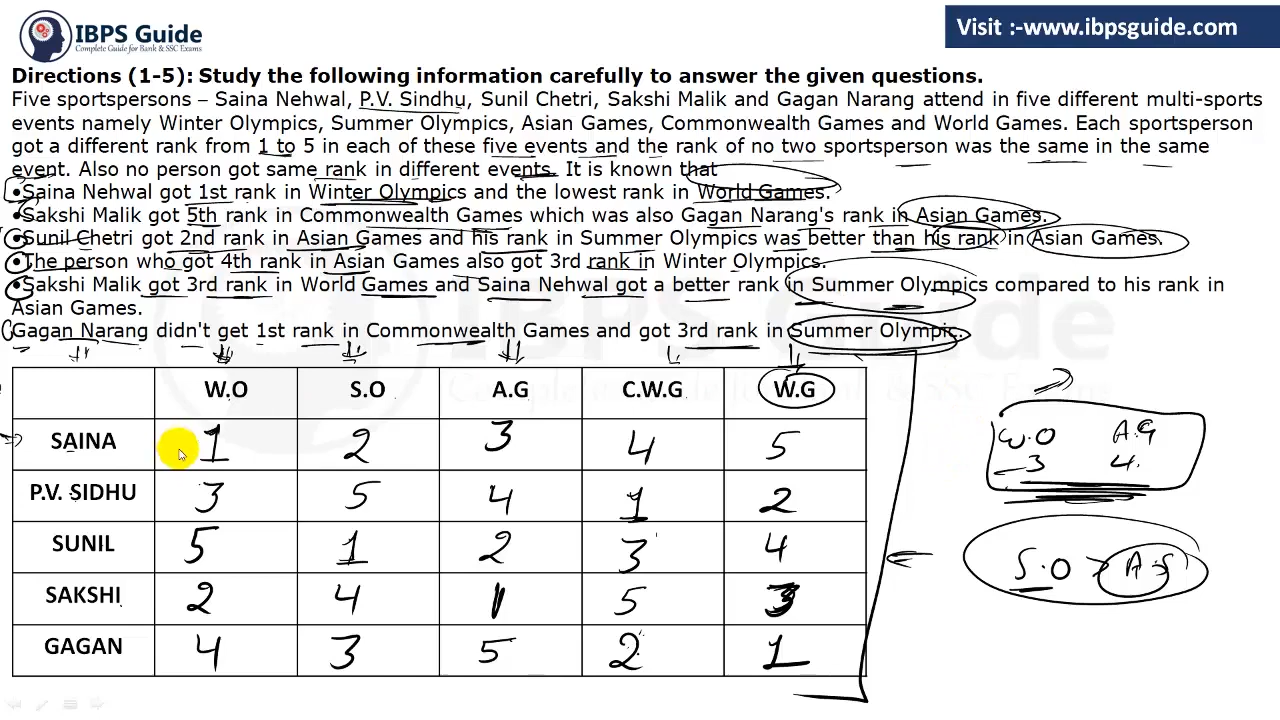 IBPS Guide
Complete Guide for Bank & SSC Exams
Visit :-www.ibpsguide.com
Directions (1-5): Study the following information carefully to answer the given questions.
Five sportspersons – Saina Nehwal, P.V. Sindhu, Sunil Chetri, Sakshi Malik and Gagan Narang attend in five different multi-sports
events namely Winter Olympics, Summer Olympics, Asian Games, Commonwealth Games and World Games. Each sportsperson
got a different rank from 1 to 5 in each of these five events and the rank of no two sportsperson was the same in the same
event. Also no person got same rank in different events. It is known that
•Saina Nehwal got 1st rank in Winter Olympics and the lowest rank in World Games.
•Sakshi Malik got 5th rank in Commonwealth Games which was also Gagan Narang's rank in Asian Games.
•Sunil Chetri got 2nd rank in Asian Games and his rank in Summer Olympics was better than his rank in Asian Games.
•The person who got 4th rank in Asian Games also got 3rd rank in Winter Olympics.
•Sakshi Malik got 3rd rank in World Games and Saina Nehwal got a better rank in Summer Olympics compared to his rank in
Asian Games.
Gagan Narang didn't get 1st rank in Commonwealth Games and got 3rd rank in Summer Olympic.
W.O S.O A.G C.W.G W.G
SAINA 1 2 3 4 5
P.V. SIDHU 3 5 4 1 2
SUNIL 5 1 2 3 4
SAKSHI 2 4 1 5 3
GAGAN 4 3 5 2 1
W.O A.G
3 4
S.O > A.G
IBPS Guide
Complete Guide for Bank & SSC Exams